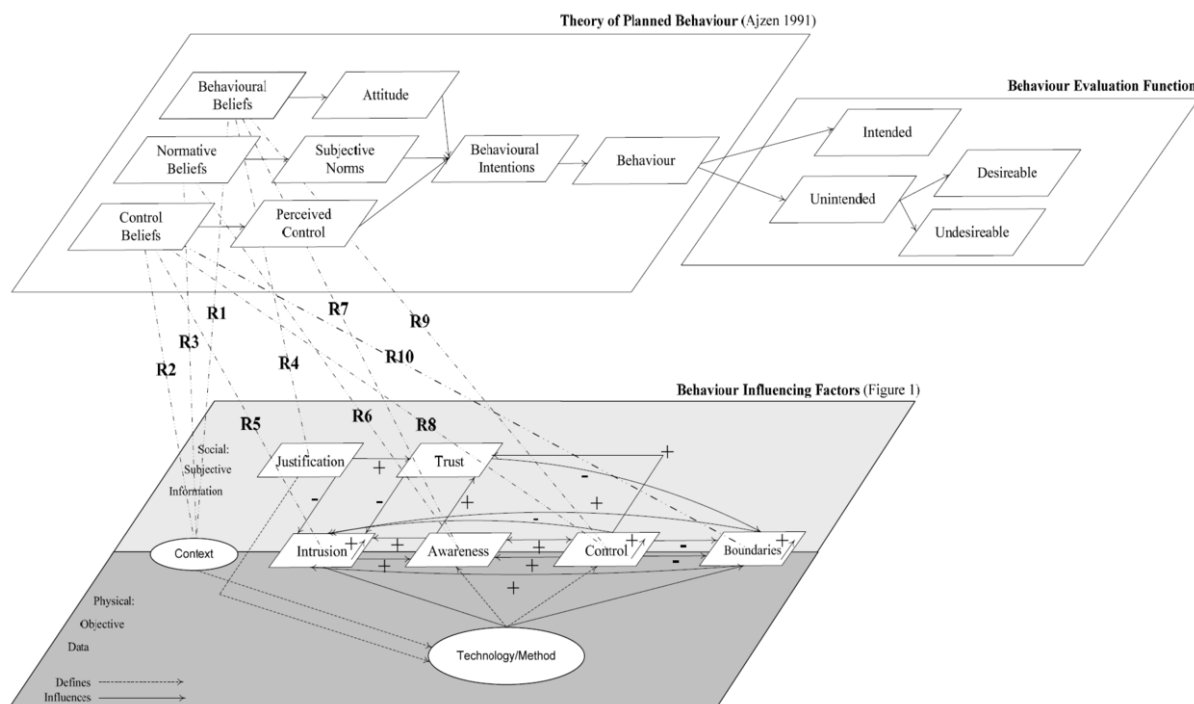 Theory of Planned Behaviour (Ajzen 1991)
Behavioural
Beliefs
Attitude
Normative
Beliefs
Subjective
Norms
Behavioural
Intentions
Behaviour
Control
Beliefs
Perceived
Control
Behaviour Evaluation Function
Intended
Unintended
Desireable
Undesireable
R1
R7
R9
R3
R10
R2
R4
Behaviour Influencing Factors (Figure 1)
R5
R6
R8
Social:
Subjective
Information
Justification
+
Trust
+
-
-
-
+
+
-
Context
Intrusion
+
+
Awareness
+
Control
+
-
Boundaries
+
+
+
-
+
Physical:
Objective
Data
Technology/Method
Defines
Influences